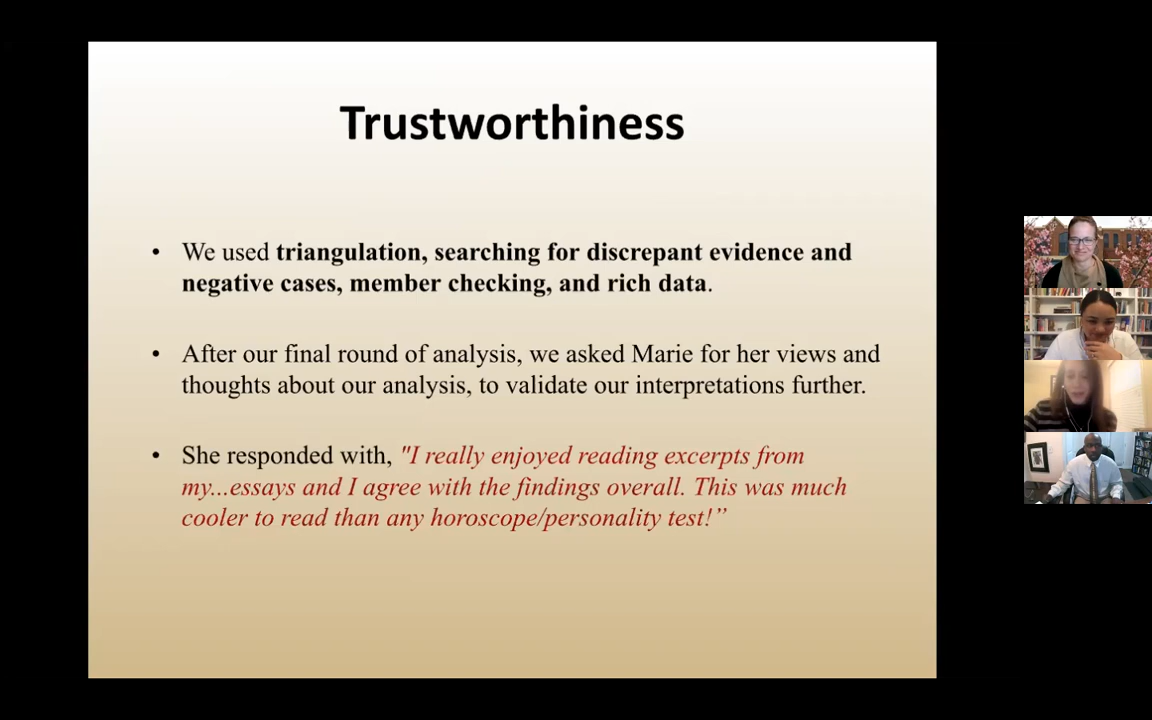 Trustworthiness
• We used triangulation, searching for discrepant evidence and
negative cases, member checking, and rich data.
• After our final round of analysis, we asked Marie for her views and
thoughts about our analysis, to validate our interpretations further.
• She responded with, "I really enjoyed reading excerpts from
my...essays and I agree with the findings overall. This was much
cooler to read than any horoscope/personality test!”